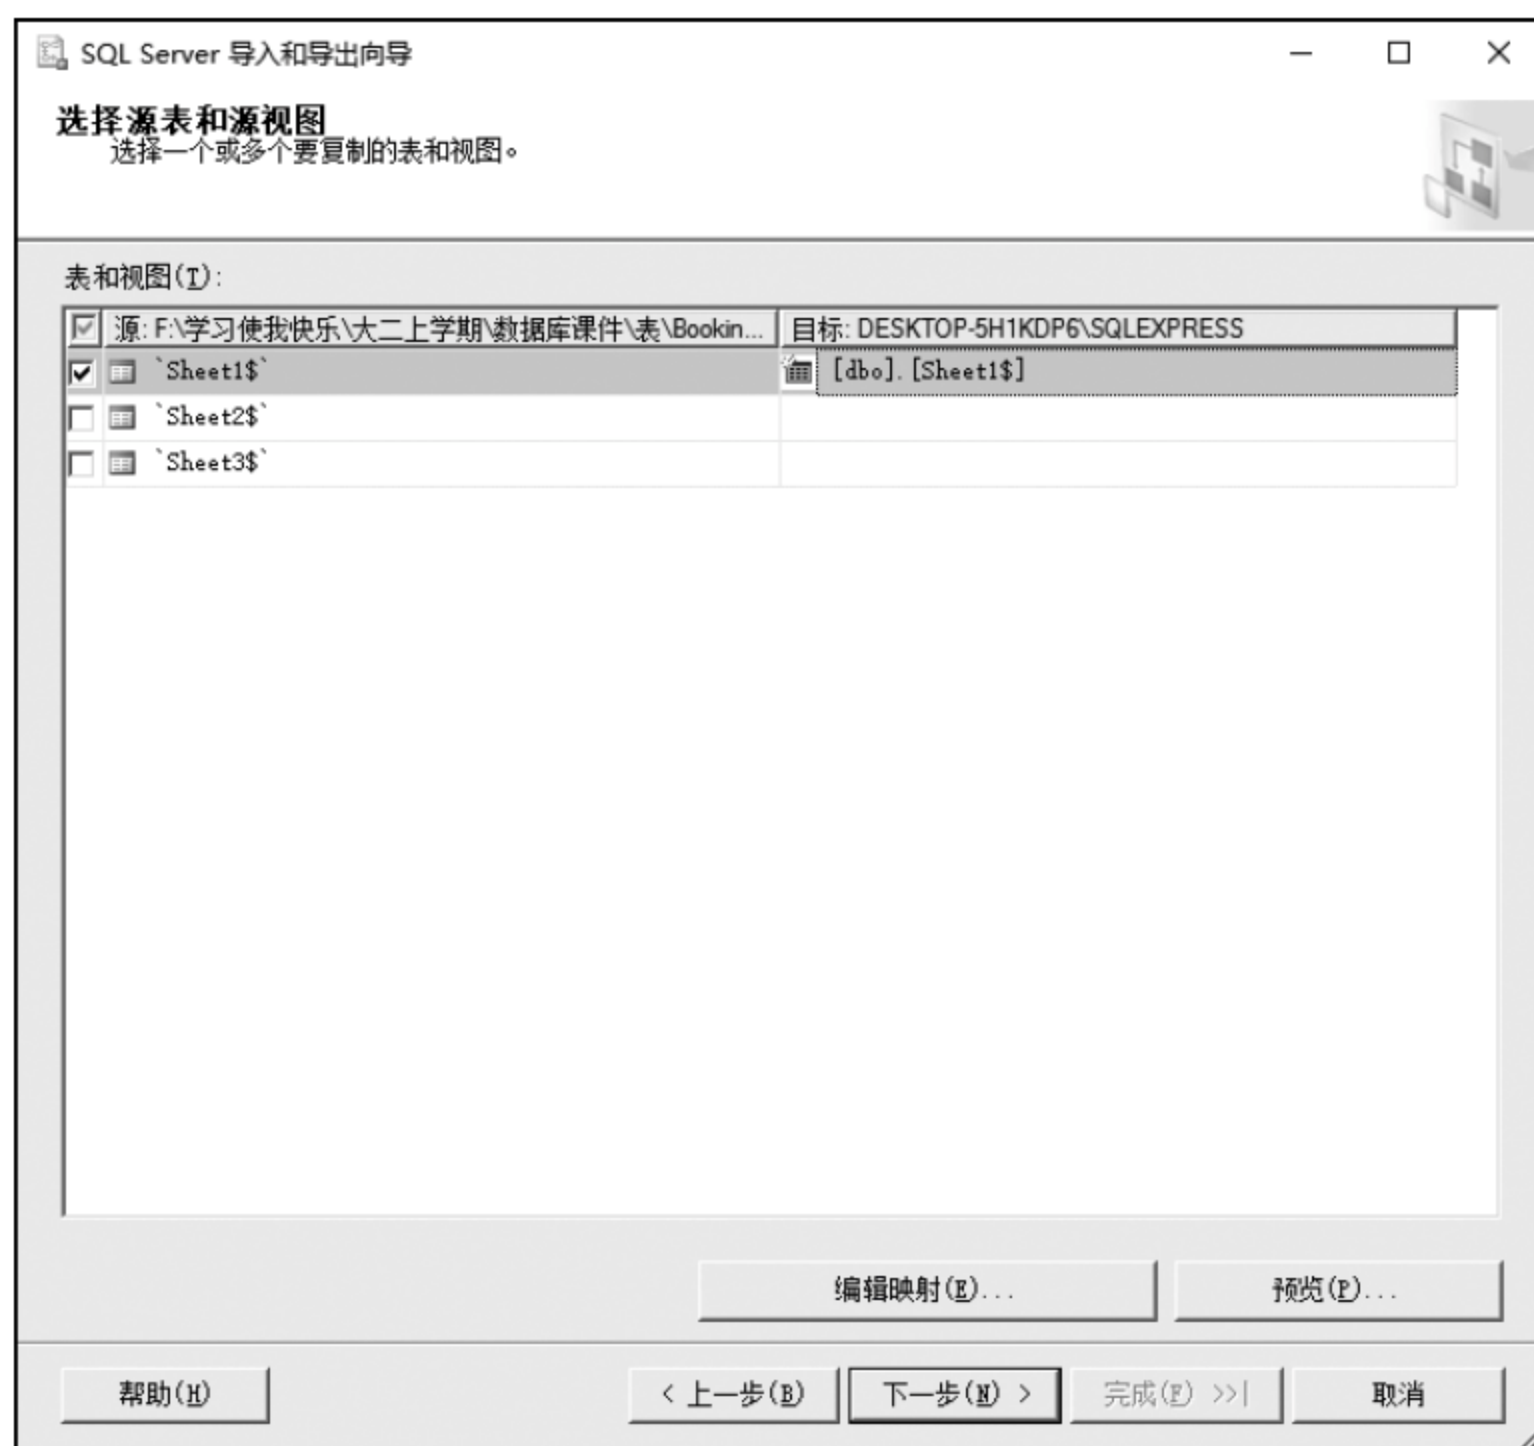 SQL Server 导入和导出向导
选择源表和源视图
选择一个或多个要复制的表和视图。
表和视图(T):
源: F:\学习使我快乐\大二上学期\数据库课件\表\Bookin... 目标: DESKTOP-5H1KDP6\SQLEXPRESS
`Sheet1$` [dbo].[Sheet1$]
`Sheet2$`
`Sheet3$`
编辑映射(E)... 预览(P)...
帮助(H) < 上一步(B) 下一步(N) > 完成(F) >>| 取消